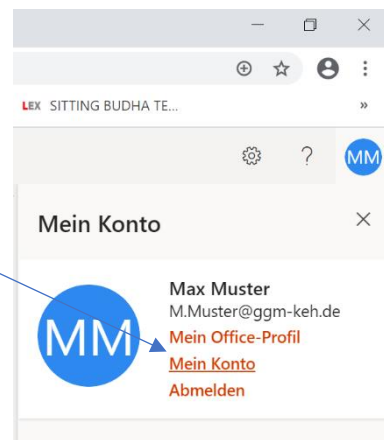 LEX SITTING BUDHA TE... »
? MM
Mein Konto
MM
Max Muster
M.Muster@ggm-keh.de
Mein Office-Profil
Mein Konto
Abmelden